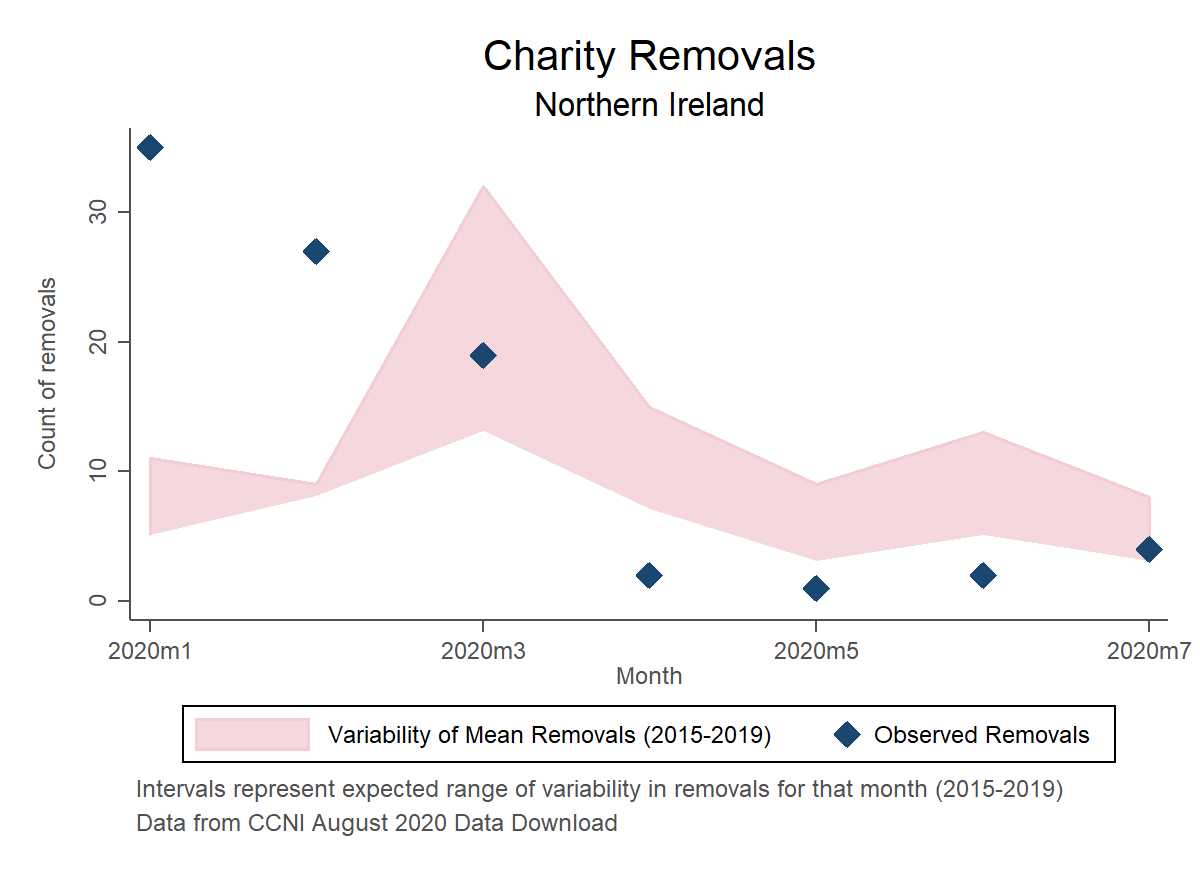 Charity Removals
Northern Ireland
Count of removals
30
20
10
0
2020m1 2020m3 2020m5 2020m7
Month
Variability of Mean Removals (2015-2019) Observed Removals
Intervals represent expected range of variability in removals for that month (2015-2019)
Data from CCNI August 2020 Data Download